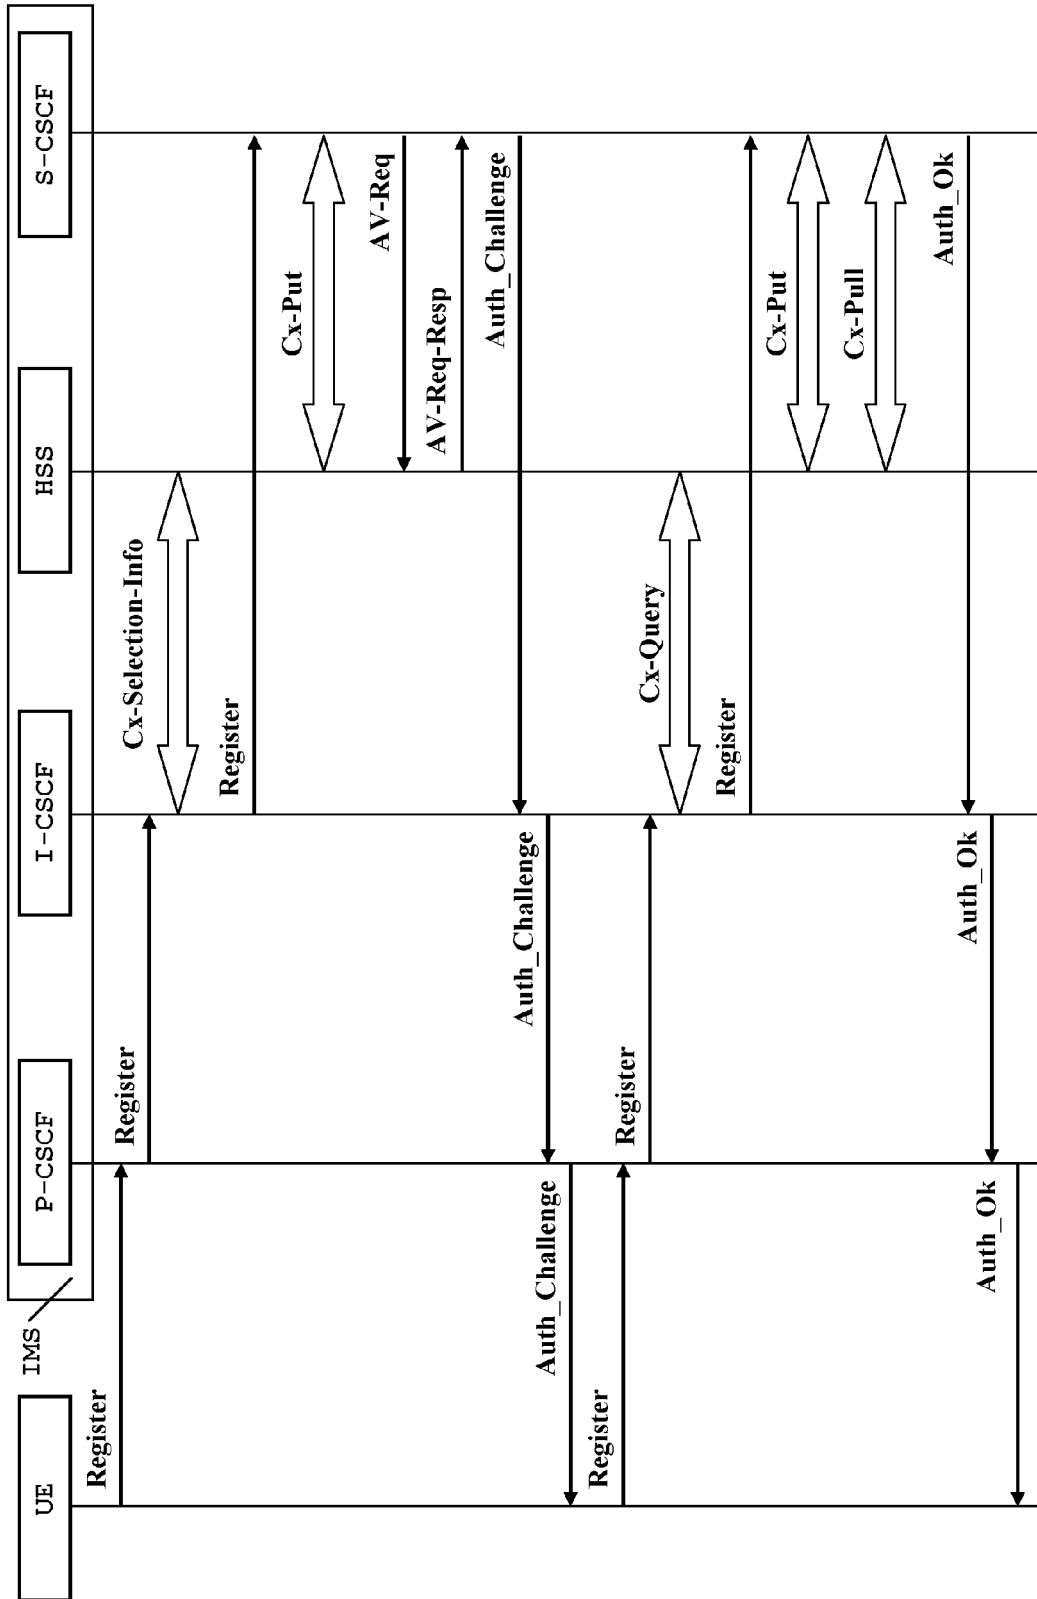 UE
IMS
P-CSCF
I-CSCF
HSS
S-CSCF
Register
Register
Cx-Selection-Info
Register
Cx-Put
AV-Req
AV-Req-Resp
Auth_Challenge
Auth_Challenge
Auth_Challenge
Register
Register
Cx-Query
Register
Cx-Put
Cx-Pull
Auth_Ok
Auth_Ok
Auth_Ok